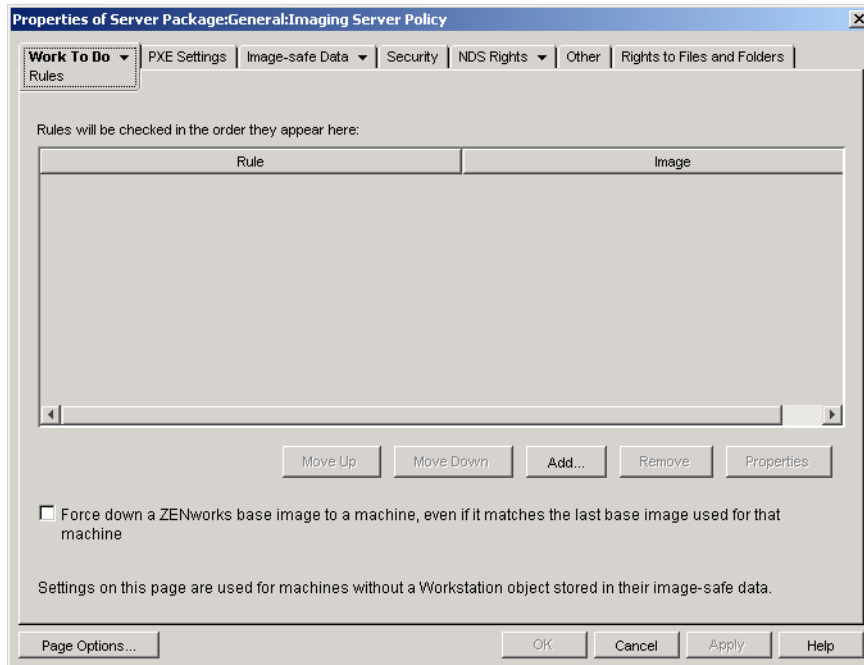 Properties of Server Package:General:Imaging Server Policy
Work To Do PXE Settings Image-safe Data Security NDS Rights Other Rights to Files and Folders
Rules
Rules will be checked in the order they appear here:
Rule Image
Move Up Move Down Add... Remove Properties
Force down a ZENworks base image to a machine, even if it matches the last base image used for that
machine
Settings on this page are used for machines without a Workstation object stored in their image-safe data.
Page Options... OK Cancel Apply Help